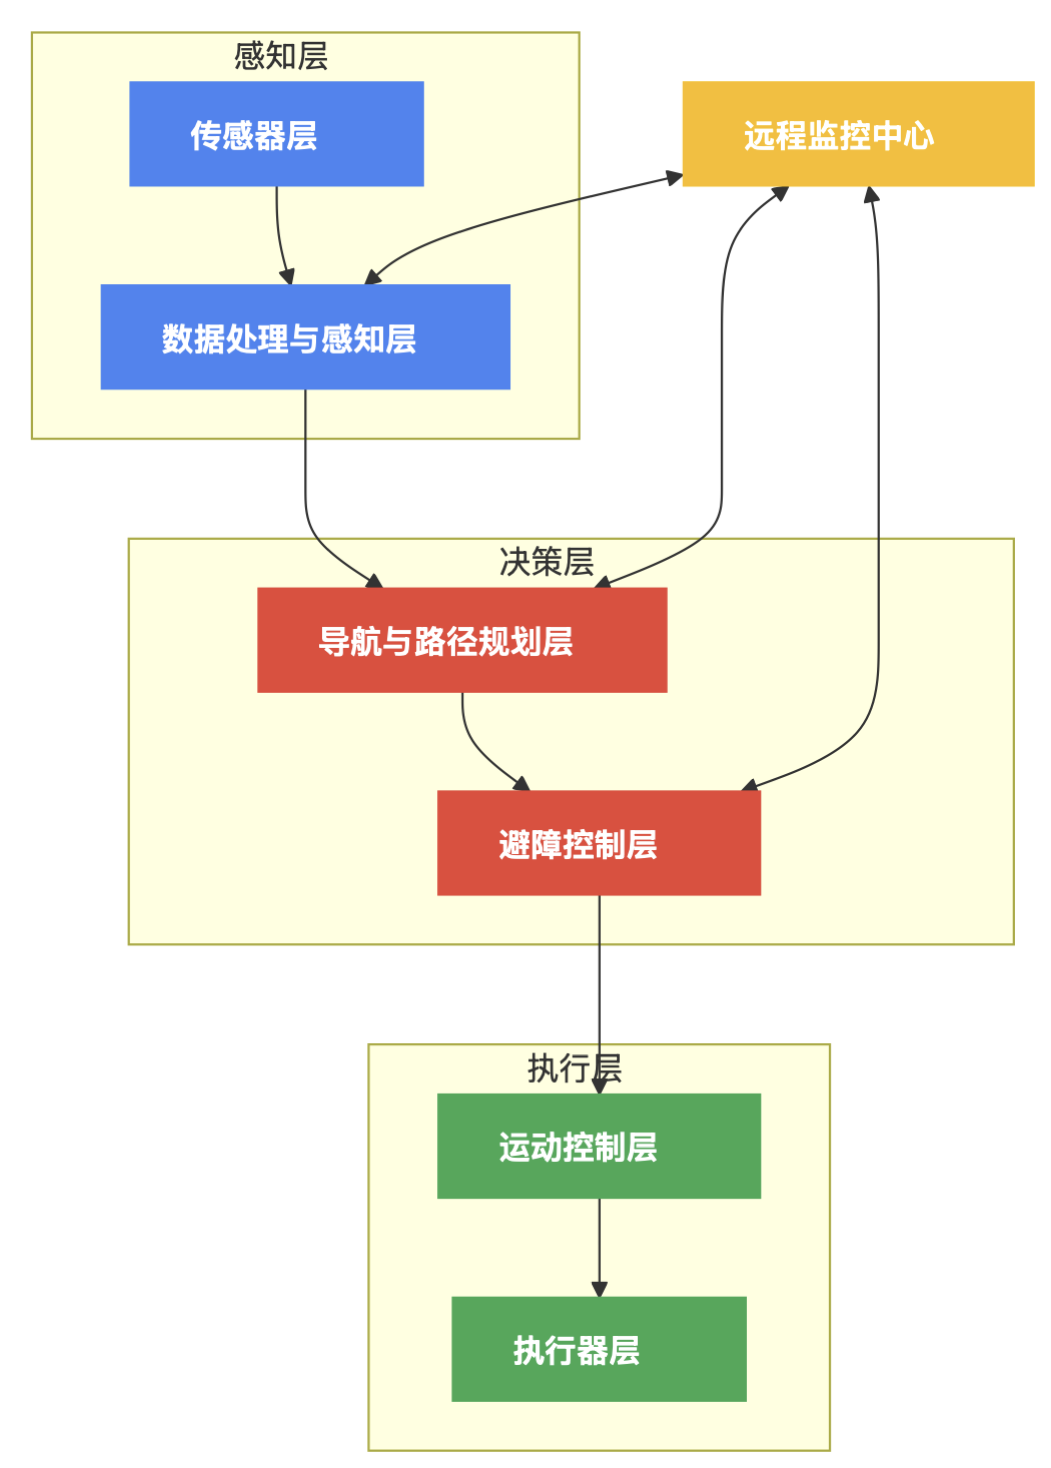 感知层
传感器层
远程监控中心
数据处理与感知层
决策层
导航与路径规划层
避障控制层
执行层
运动控制层
执行器层